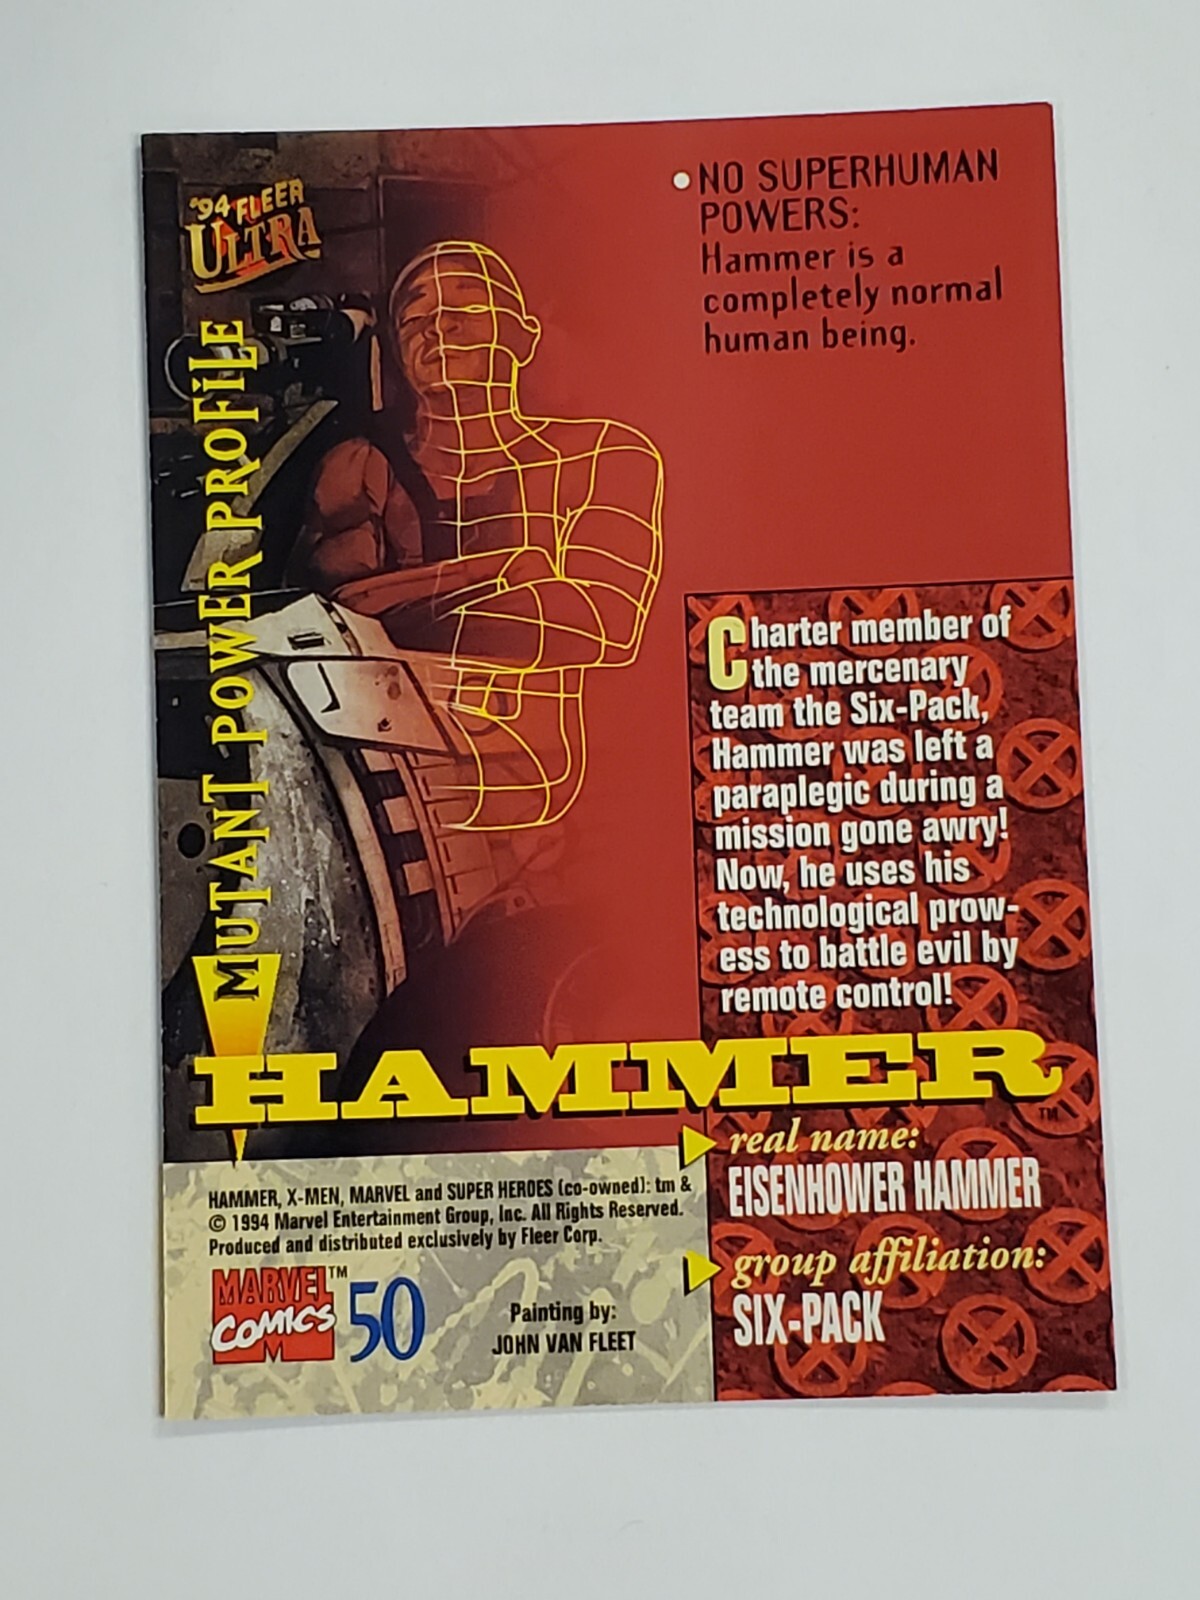 '94 FLEER
ULTRA
MUTANT POWER PROFILE
• NO SUPERHUMAN
POWERS:
Hammer is a
completely normal
human being.
Charter member of
the mercenary
team the Six-Pack,
Hammer was left a
paraplegic during a
mission gone awry!
Now, he uses his
technological prow-
ess to battle evil by
remote control!
HAMMER™
real name:
EISENHOWER HAMMER
group affiliation:
SIX-PACK
HAMMER, X-MEN, MARVEL and SUPER HEROES (co-owned): tm &
© 1994 Marvel Entertainment Group, Inc. All Rights Reserved.
Produced and distributed exclusively by Fleer Corp.
MARVEL™
COMICS
50
Painting by:
JOHN VAN FLEET